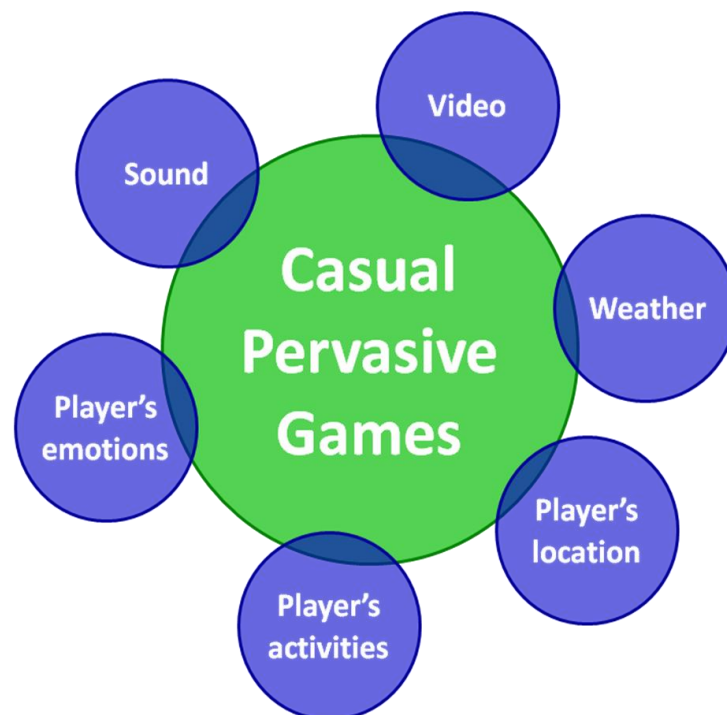 Video
Sound
Casual
Pervasive
Games
Weather
Player’s
emotions
Player’s
location
Player’s
activities